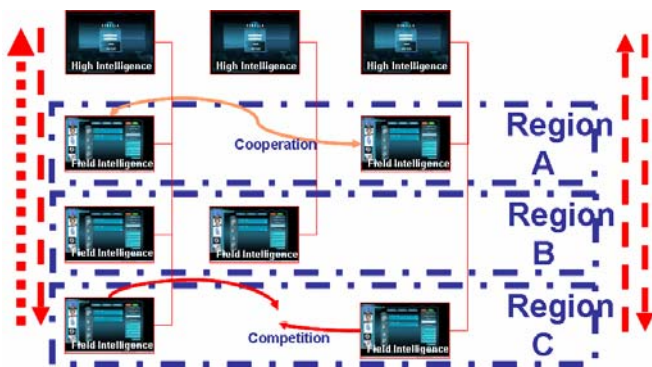 High Intelligence High Intelligence High Intelligence
Region
A
Cooperation
Field Intelligence Field Intelligence
Region
B
Field Intelligence Field Intelligence
Region
C
Competition
Field Intelligence Field Intelligence